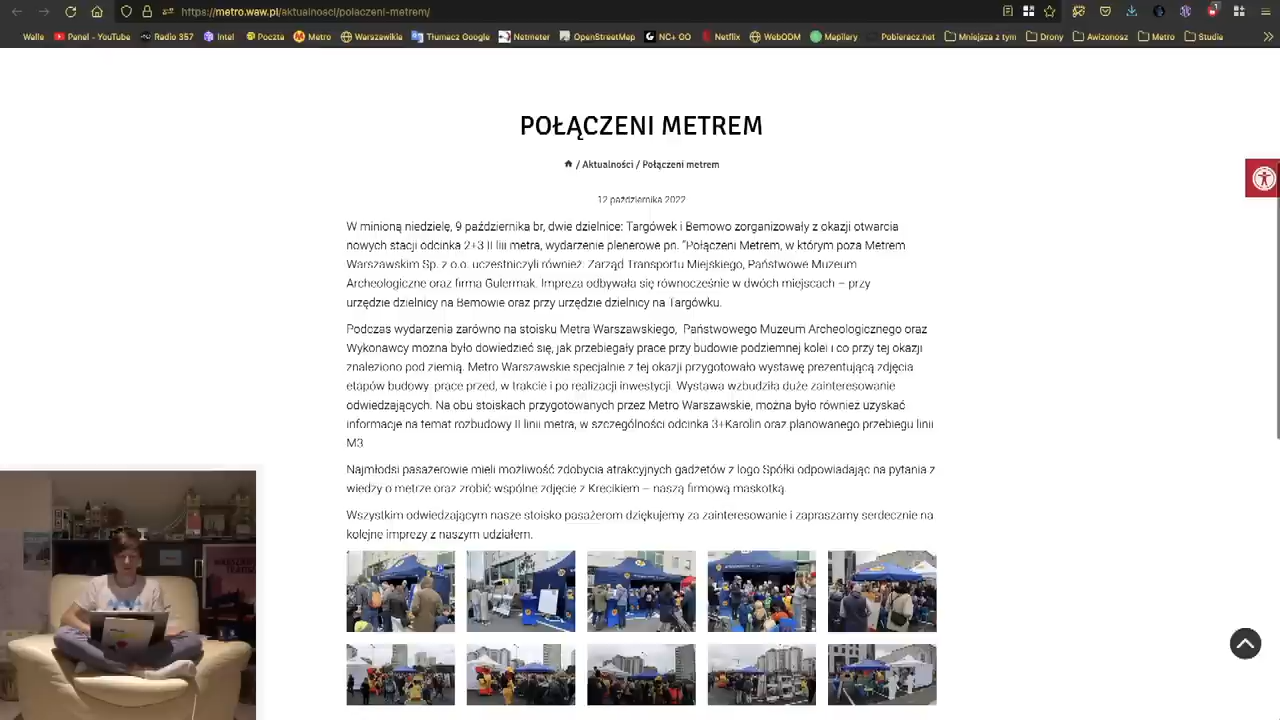 https://metro.waw.pl/aktualnosci/polaczeni-metrem/
Walle Panel - YouTube Radio 357 Intel Poczta Metro Warszawikie Tłumacz Google Netmeter OpenStreetMap NC+ GO Netflix WebODM Mapilary Pobieracz.net Mniejsza z tym Drony Awizonosz Metro Studia
POŁĄCZENI METREM
/ Aktualności / Połączeni metrem
12 października 2022
W minioną niedzielę, 9 października br, dwie dzielnice: Targówek i Bemowo zorganizowały z okazji otwarcia
nowych stacji odcinka 2+3 II liii metra, wydarzenie plenerowe pn. "Połączeni Metrem, w którym poza Metrem
Warszawskim Sp. z o.o. uczestniczyli również: Zarząd Transportu Miejskiego, Państwowe Muzeum
Archeologiczne oraz firma Gulermak. Impreza odbywała się równocześnie w dwóch miejscach – przy
urzędzie dzielnicy na Bemowie oraz przy urzędzie dzielnicy na Targówku.
Podczas wydarzenia zarówno na stoisku Metra Warszawskiego, Państwowego Muzeum Archeologicznego oraz
Wykonawcy można było dowiedzieć się, jak przebiegały prace przy budowie podziemnej kolei i co przy tej okazji
znaleziono pod ziemią. Metro Warszawskie specjalnie z tej okazji przygotowało wystawę prezentującą zdjęcia
etapów budowy prace przed, w trakcie i po realizacji inwestycji. Wystawa wzbudziła duże zainteresowanie
odwiedzających. Na obu stoiskach przygotowanych przez Metro Warszawskie, można było również uzyskać
informacje na temat rozbudowy II linii metra, w szczególności odcinka 3+Karolin oraz planowanego przebiegu linii
M3
Najmłodsi pasażerowie mieli możliwość zdobycia atrakcyjnych gadżetów z logo Spółki odpowiadając na pytania z
wiedzy o metrze oraz zrobić wspólne zdjęcie z Krecikiem – naszą firmową maskotką.
Wszystkim odwiedzającym nasze stoisko pasażerom dziękujemy za zainteresowanie i zapraszamy serdecznie na
kolejne imprezy z naszym udziałem.